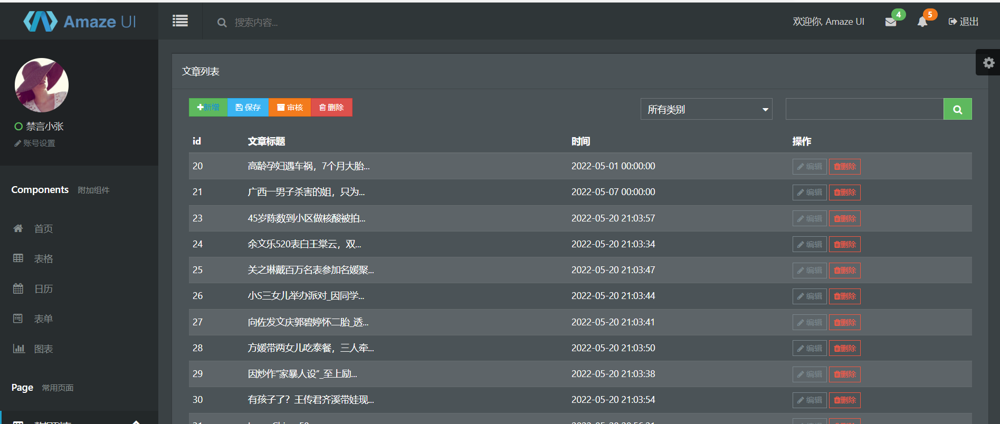 Amaze UI
搜索内容...
欢迎你, Amaze UI
4
5
退出
禁言小张
账号设置
Components 附加组件
首页
表格
日历
表单
图表
Page 常用页面
文章列表
新增 保存 审核 删除
所有类别
id 文章标题 时间 操作
20 高龄孕妇遇车祸，7个月大胎... 2022-05-01 00:00:00 编辑 删除
21 广西一男子杀害的姐，只为... 2022-05-07 00:00:00 编辑 删除
23 45岁陈数到小区做核酸被拍... 2022-05-20 21:03:57 编辑 删除
24 余文乐520表白王棠云，双... 2022-05-20 21:03:34 编辑 删除
25 关之琳戴百万名表参加名媛聚... 2022-05-20 21:03:47 编辑 删除
26 小S三女儿举办派对_因同学... 2022-05-20 21:03:44 编辑 删除
27 向佐发文庆郭碧婷怀二胎_透... 2022-05-20 21:03:41 编辑 删除
28 方媛带两女儿吃泰餐，三人牵... 2022-05-20 21:03:50 编辑 删除
29 因炒作“家暴人设”_至上励... 2022-05-20 21:03:38 编辑 删除
30 有孩子了？王传君齐溪带娃现... 2022-05-20 21:03:54 编辑 删除